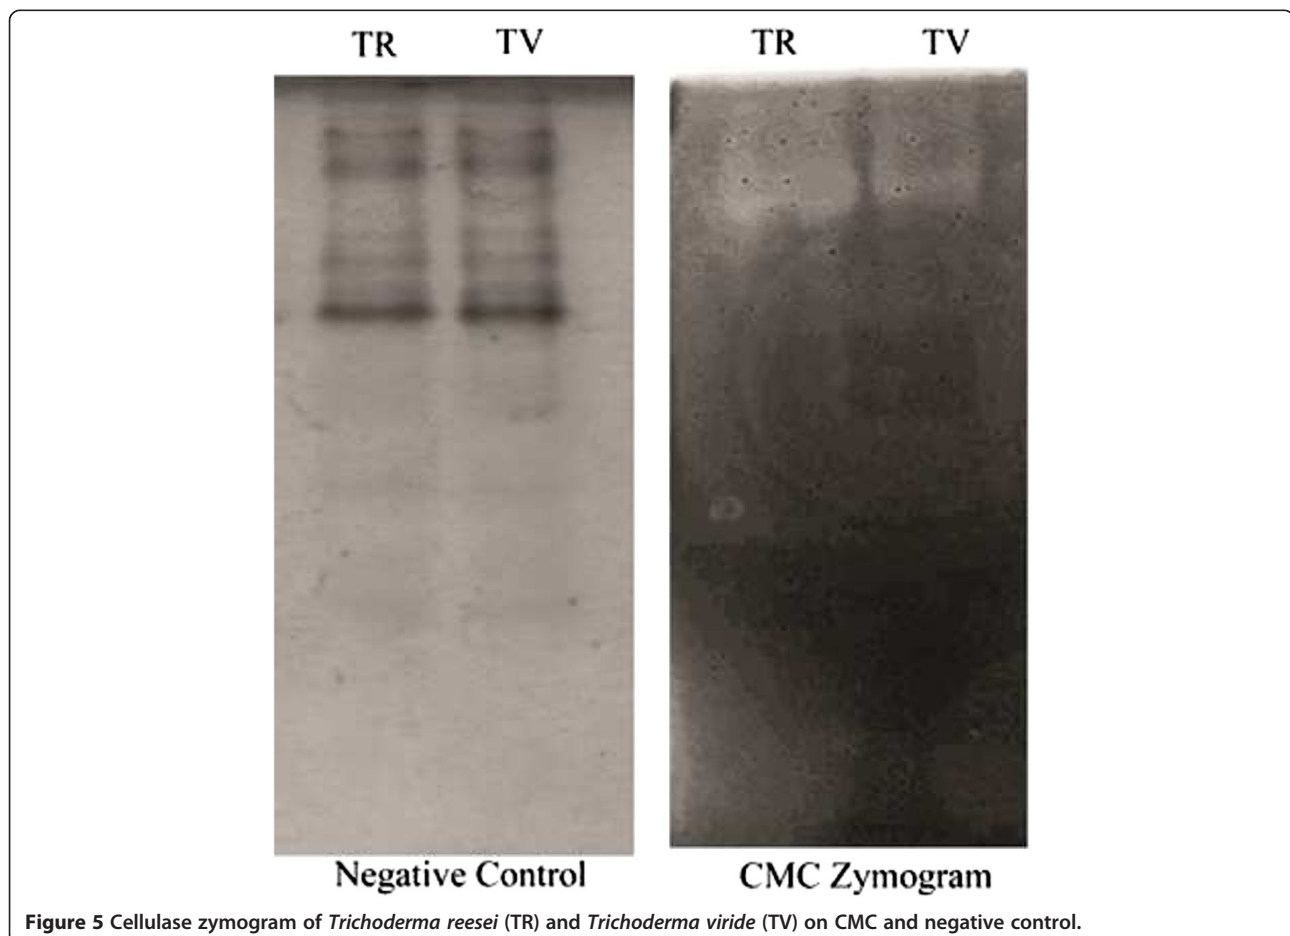 TR TV TR TV
Negative Control CMC Zymogram
Figure 5 Cellulase zymogram of Trichoderma reesei (TR) and Trichoderma viride (TV) on CMC and negative control.